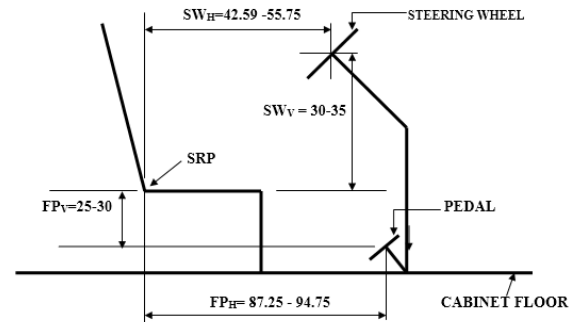 SWH=42.59 -55.75
STEERING WHEEL
SWV = 30-35
SRP
FPV=25-30
PEDAL
FPH= 87.25 - 94.75
CABINET FLOOR